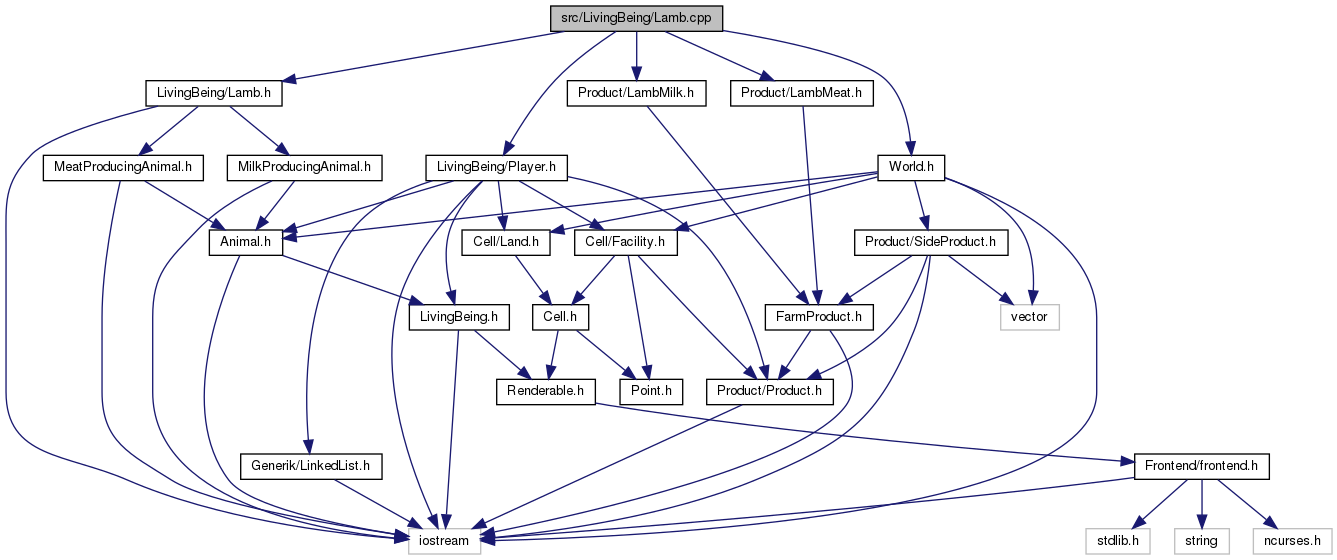 src/LivingBeing/Lamb.cpp
LivingBeing/Lamb.h
Product/LambMilk.h
Product/LambMeat.h
MeatProducingAnimal.h
MilkProducingAnimal.h
LivingBeing/Player.h
World.h
Animal.h
Cell/Land.h
Cell/Facility.h
Product/SideProduct.h
LivingBeing.h
Cell.h
FarmProduct.h
vector
Renderable.h
Point.h
Product/Product.h
Generik/LinkedList.h
Frontend/frontend.h
iostream
stdlib.h
string
ncurses.h